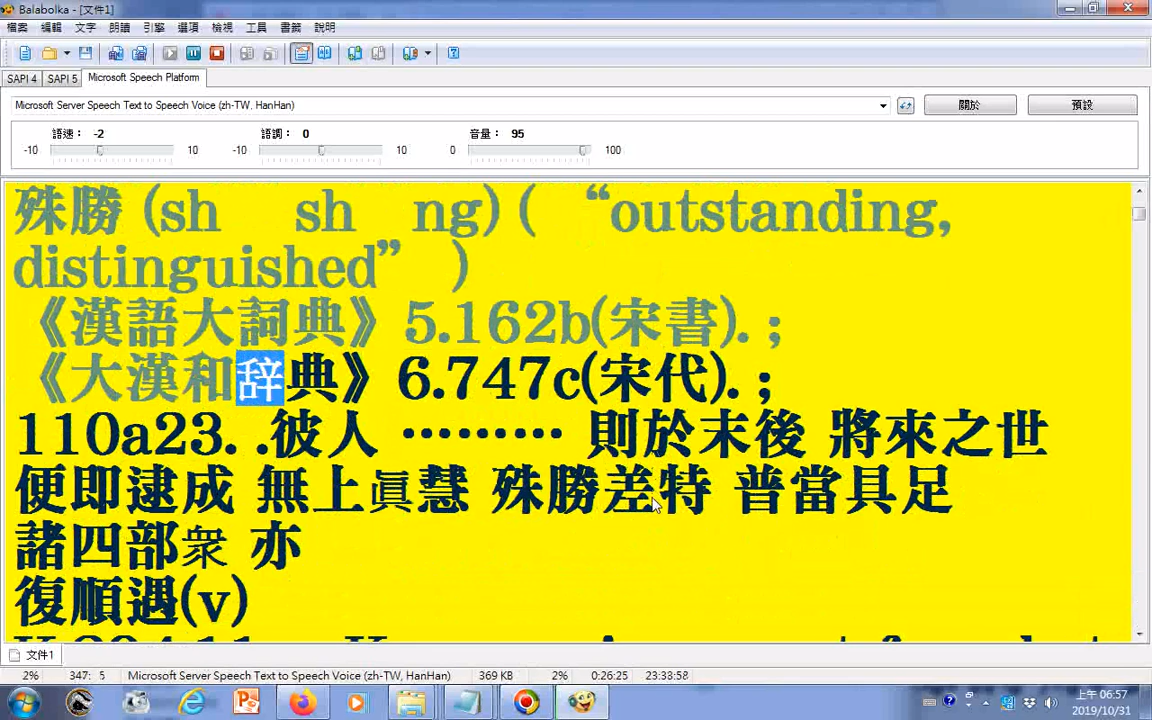 Balabolka - [文件1]
檔案 編輯 文字 朗讀 引擎 選項 檢視 工具 書籤 說明
SAPI 4 SAPI 5 Microsoft Speech Platform
Microsoft Server Speech Text to Speech Voice (zh-TW, HanHan) 關於 預設
語速： -2 語調： 0 音量： 95
-10 10 -10 10 0 100
殊勝 (sh sh ng) ( “outstanding,
distinguished” )
《漢語大詞典》 5.162b(宋書). ;
《大漢和辞典》 6.747c(宋代). ;
110a23. .彼人 ⋯⋯⋯ 則於末後 將來之世
便即逮成 無上眞慧 殊勝差特 普當具足
諸四部衆 亦
復順遇(v)
文件1
2% 347: 5 Microsoft Server Speech Text to Speech Voice (zh-TW, HanHan) 369 KB 2% 0:26:25 23:33:58
上午 06:57
2019/10/31